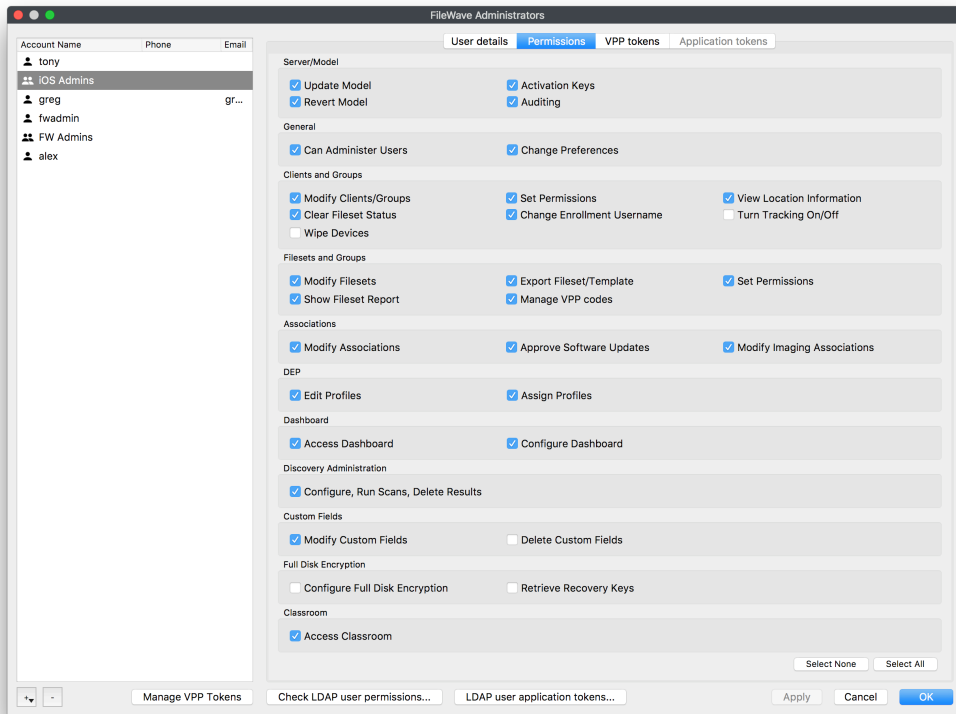 FileWave Administrators
Account Name Phone Email
tony
iOS Admins
greg gr...
fwadmin
FW Admins
alex
User details Permissions VPP tokens Application tokens
Server/Model
Update Model Activation Keys
Revert Model Auditing
General
Can Administer Users Change Preferences
Clients and Groups
Modify Clients/Groups Set Permissions View Location Information
Clear Fileset Status Change Enrollment Username Turn Tracking On/Off
Wipe Devices
Filesets and Groups
Modify Filesets Export Fileset/Template Set Permissions
Show Fileset Report Manage VPP codes
Associations
Modify Associations Approve Software Updates Modify Imaging Associations
DEP
Edit Profiles Assign Profiles
Dashboard
Access Dashboard Configure Dashboard
Discovery Administration
Configure, Run Scans, Delete Results
Custom Fields
Modify Custom Fields Delete Custom Fields
Full Disk Encryption
Configure Full Disk Encryption Retrieve Recovery Keys
Classroom
Access Classroom
Select None Select All
+ - Manage VPP Tokens Check LDAP user permissions... LDAP user application tokens... Apply Cancel OK